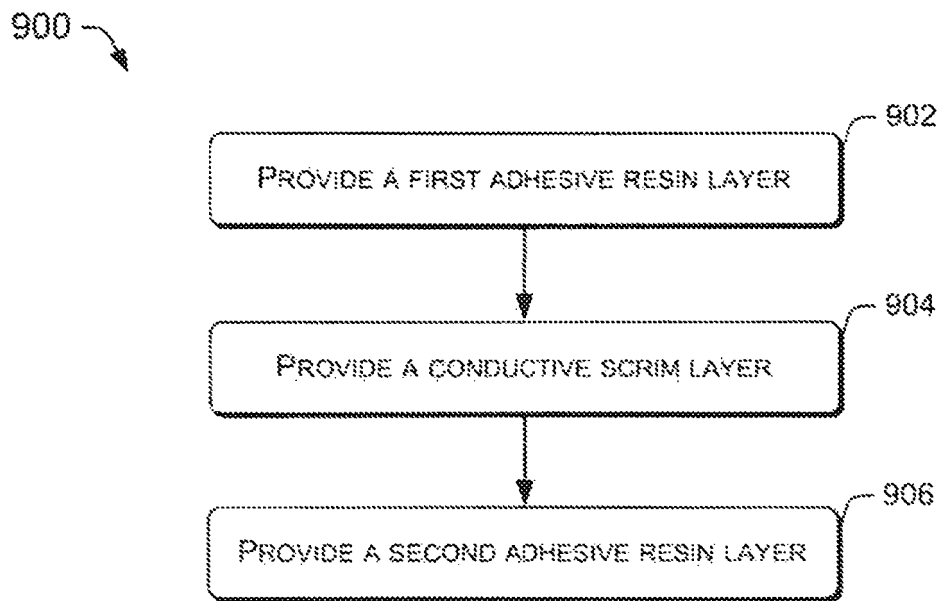 900
902
PROVIDE A FIRST ADHESIVE RESIN LAYER
904
PROVIDE A CONDUCTIVE SCRIM LAYER
906
PROVIDE A SECOND ADHESIVE RESIN LAYER